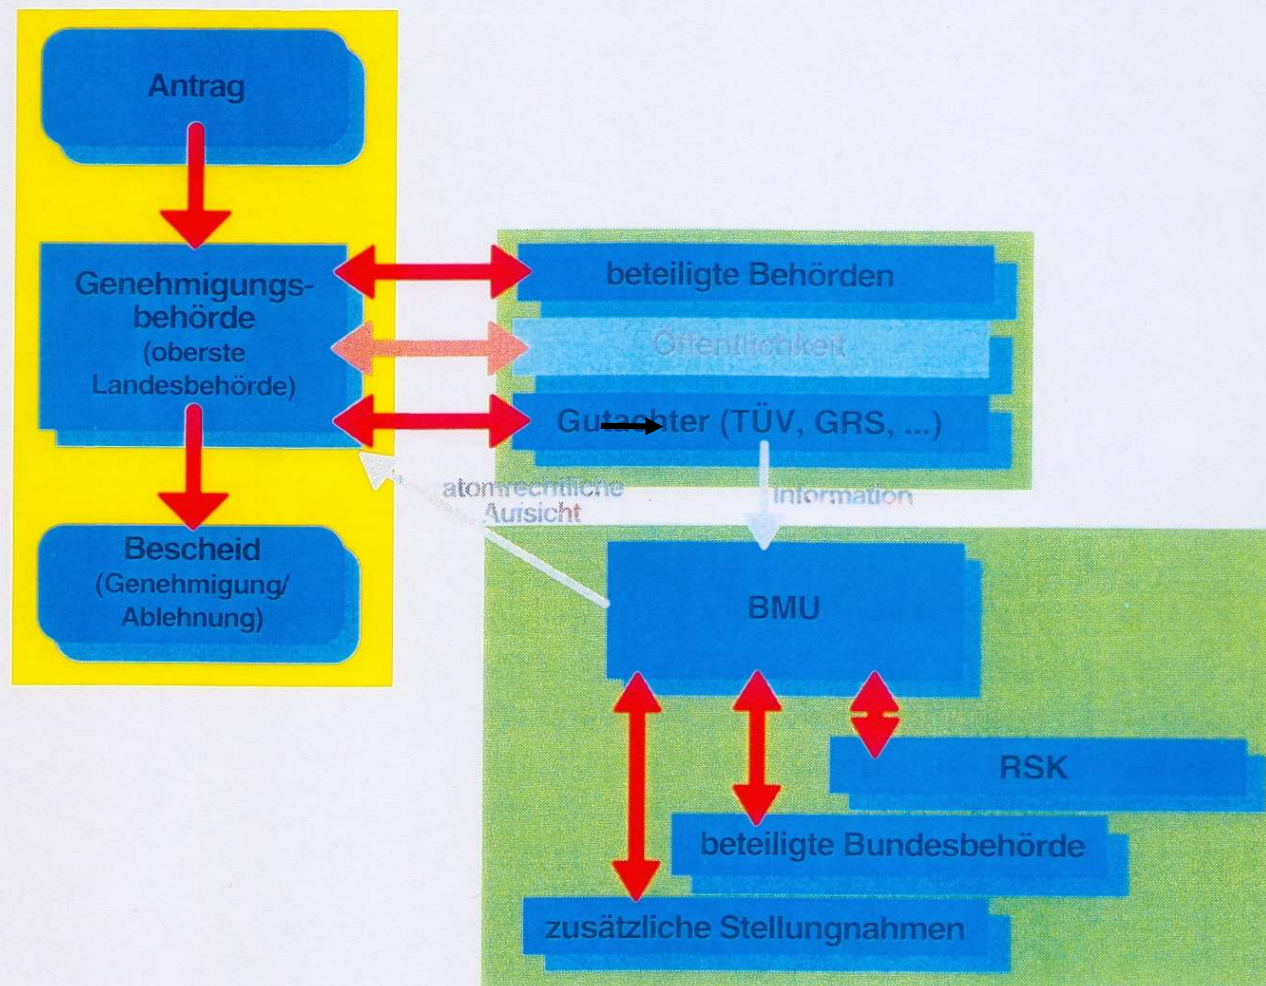 Antrag
Genehmigungs-
behörde
(oberste
Landesbehörde)
beteiligte Behörden
Öffentlichkeit
Gutachter (TÜV, GRS, ...)
atomrechtliche
Aufsicht
Information
Bescheid
(Genehmigung/
Ablehnung)
BMU
RSK
beteiligte Bundesbehörde
zusätzliche Stellungnahmen